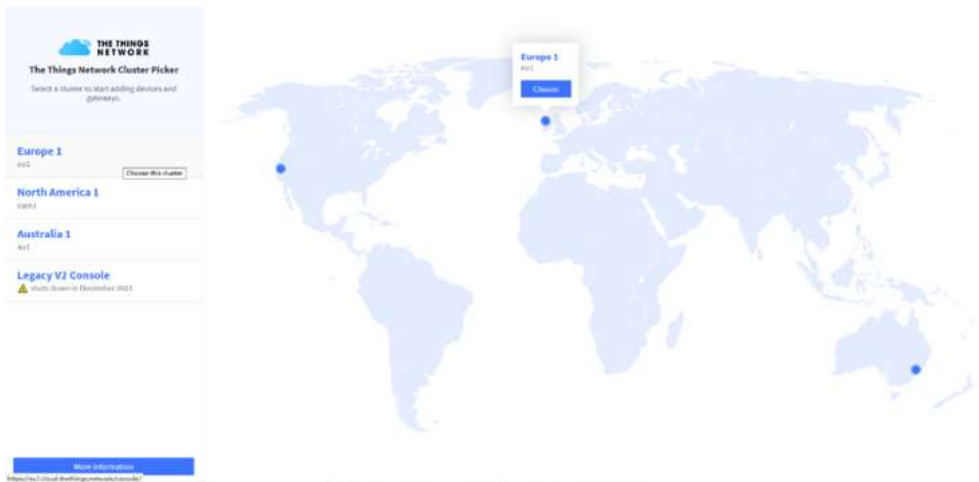 THE THINGS
NETWORK
The Things Network Cluster Picker
Select a cluster to start adding devices and
gateways.
Europe 1
eu1
Choose this cluster
North America 1
nam1
Australia 1
au1
Legacy V2 Console
shuts down in December 2021
More information
https://eu1.cloud.thethings.network/console/
Europe 1
eu1
Choose